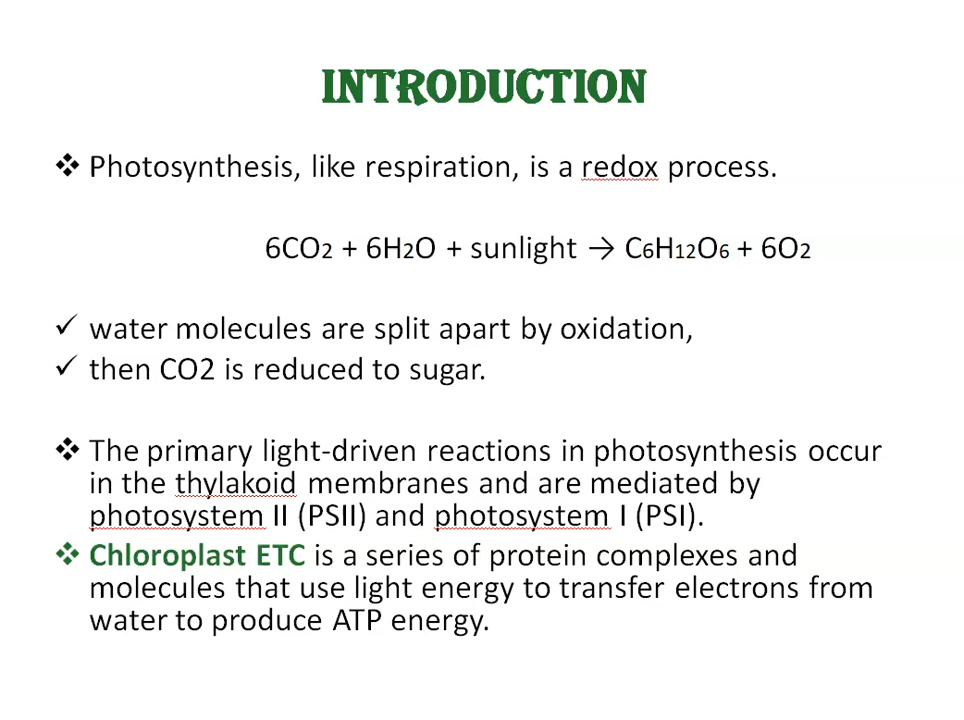 INTRODUCTION
❖ Photosynthesis, like respiration, is a redox process.
6CO2 + 6H2O + sunlight → C6H12O6 + 6O2
✓ water molecules are split apart by oxidation,
✓ then CO2 is reduced to sugar.
❖ The primary light-driven reactions in photosynthesis occur
in the thylakoid membranes and are mediated by
photosystem II (PSII) and photosystem I (PSI).
❖ Chloroplast ETC is a series of protein complexes and
molecules that use light energy to transfer electrons from
water to produce ATP energy.